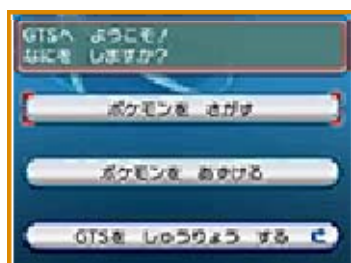 GTSへ ようこそ!
なにを しますか?
ポケモンを さがす
ポケモンを あずける
GTSを しゅうりょう する